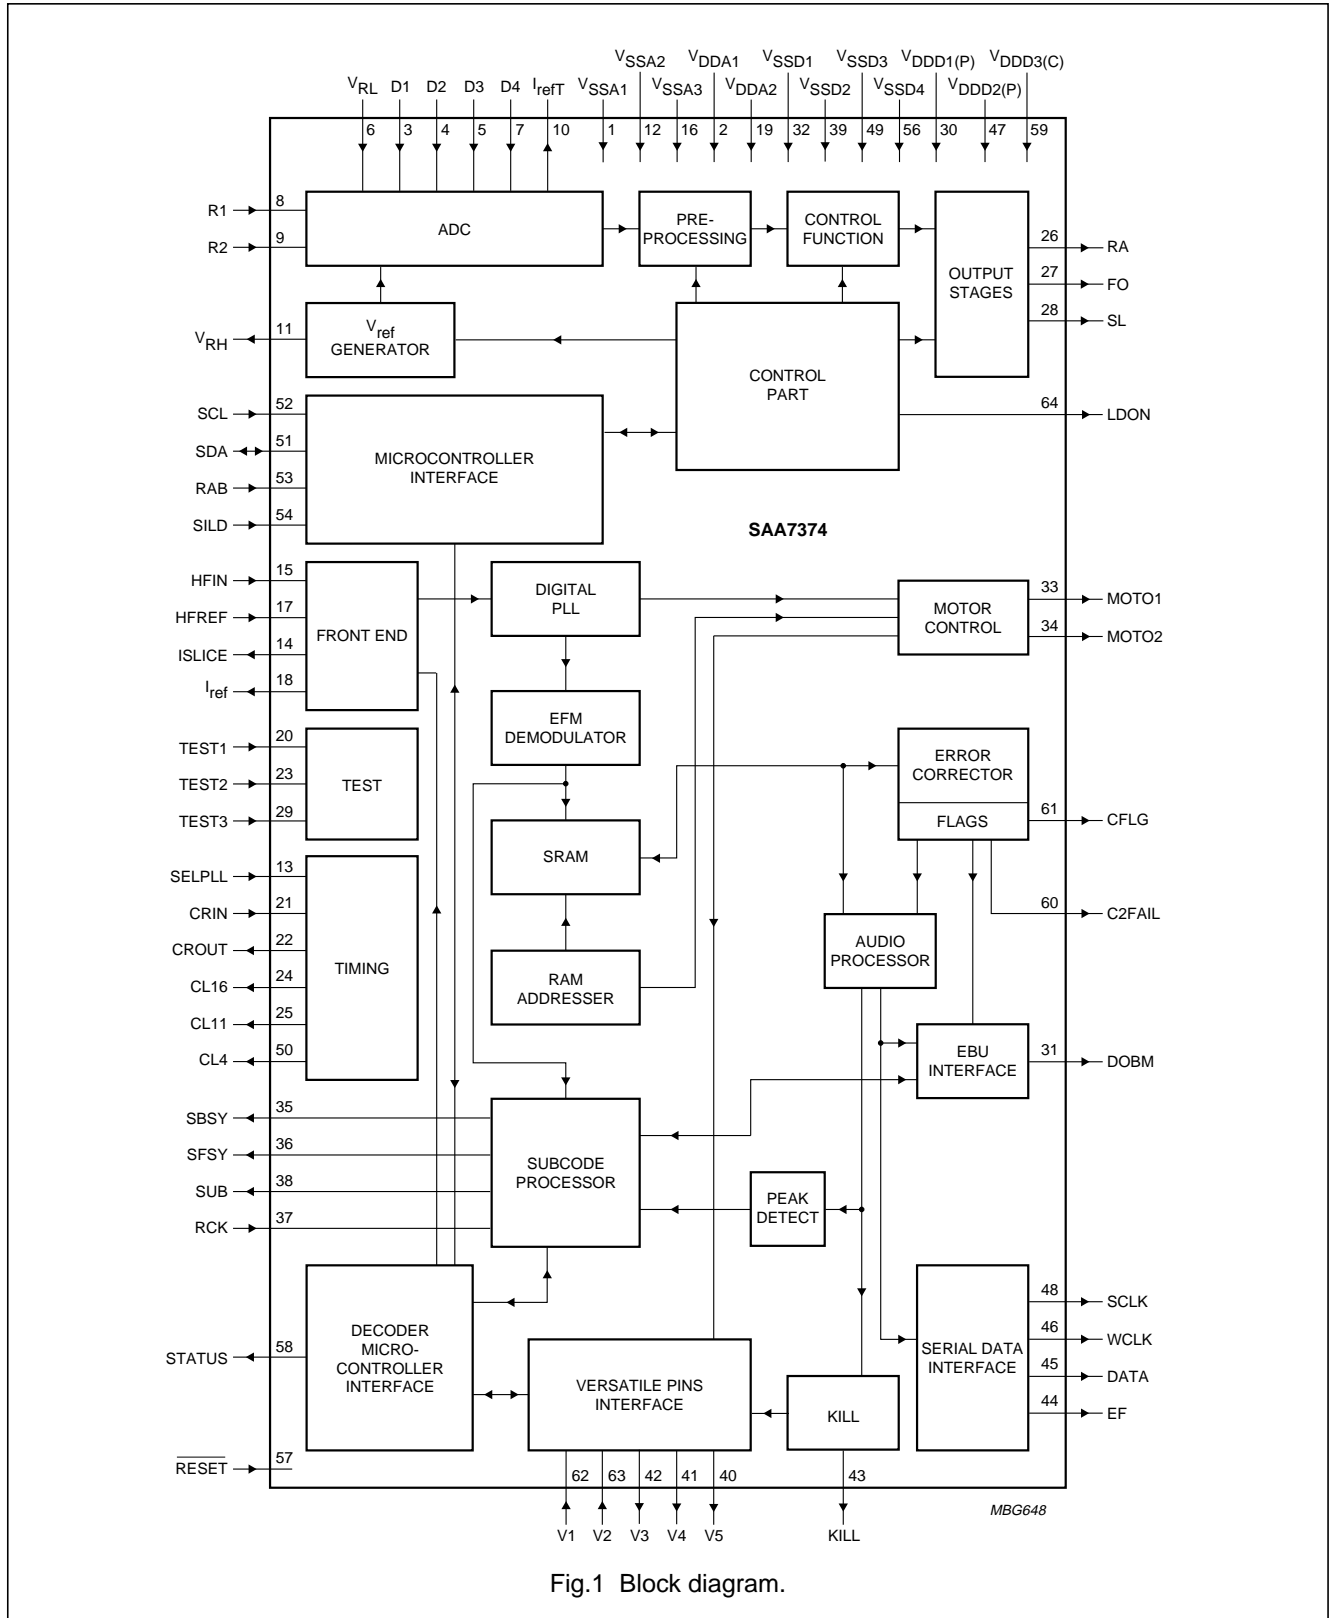 VSSA2 VDDA1 VSSD1 VSSD3 VDDD1(P) VDDD3(C)
VRL D1 D2 D3 D4 IrefT VSSA1 VSSA3 VDDA2 VSSD2 VSSD4 VDDD2(P)
6 3 4 5 7 10 1 12 16 2 19 32 39 49 56 30 47 59
R1 8
R2 9
ADC
PRE-
PROCESSING
CONTROL
FUNCTION
OUTPUT
STAGES
26 RA
27 FO
28 SL
VRH 11
Vref
GENERATOR
CONTROL
PART
64 LDON
SCL 52
SDA 51
RAB 53
SILD 54
MICROCONTROLLER
INTERFACE
SAA7374
HFIN 15
HFREF 17
ISLICE 14
Iref 18
FRONT END
DIGITAL
PLL
MOTOR
CONTROL
33 MOTO1
34 MOTO2
EFM
DEMODULATOR
TEST1 20
TEST2 23
TEST3 29
TEST
ERROR
CORRECTOR
FLAGS
61 CFLG
SRAM
SELPLL 13
CRIN 21
CROUT 22
CL16 24
CL11 25
CL4 50
TIMING
60 C2FAIL
AUDIO
PROCESSOR
RAM
ADDRESSER
EBU
INTERFACE
31 DOBM
SBSY 35
SFSY 36
SUB 38
RCK 37
SUBCODE
PROCESSOR
PEAK
DETECT
STATUS 58
DECODER
MICRO-
CONTROLLER
INTERFACE
VERSATILE PINS
INTERFACE
KILL
SERIAL DATA
INTERFACE
48 SCLK
46 WCLK
45 DATA
44 EF
RESET 57
62 63 42 41 40 43
V1 V2 V3 V4 V5 KILL
MBG648
Fig.1 Block diagram.